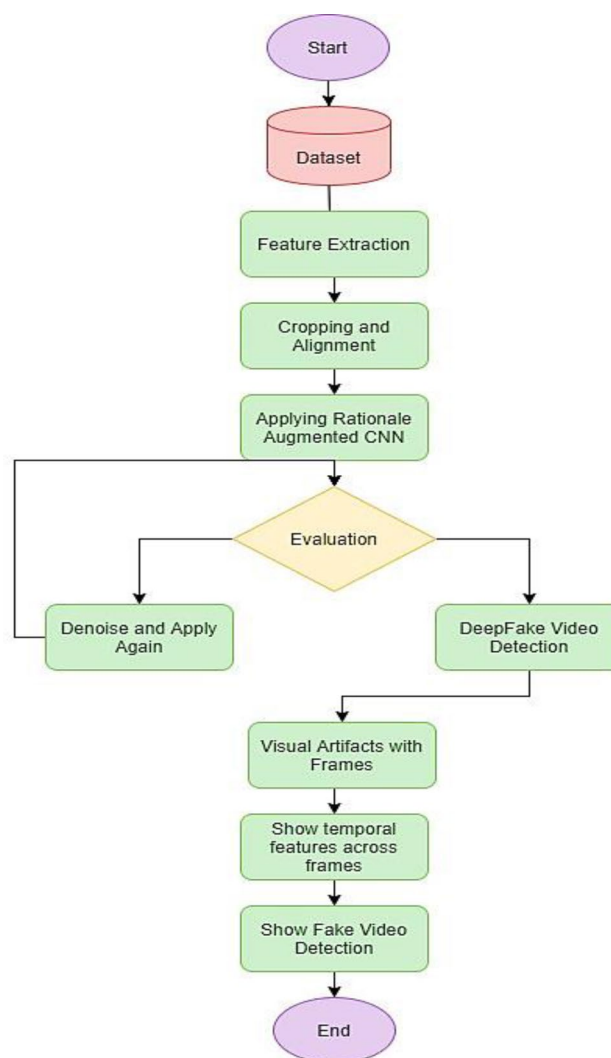 Start
Dataset
Feature Extraction
Cropping and
Alignment
Applying Rationale
Augmented CNN
Evaluation
Denoise and Apply
Again
DeepFake Video
Detection
Visual Artifacts with
Frames
Show temporal
features across
frames
Show Fake Video
Detection
End